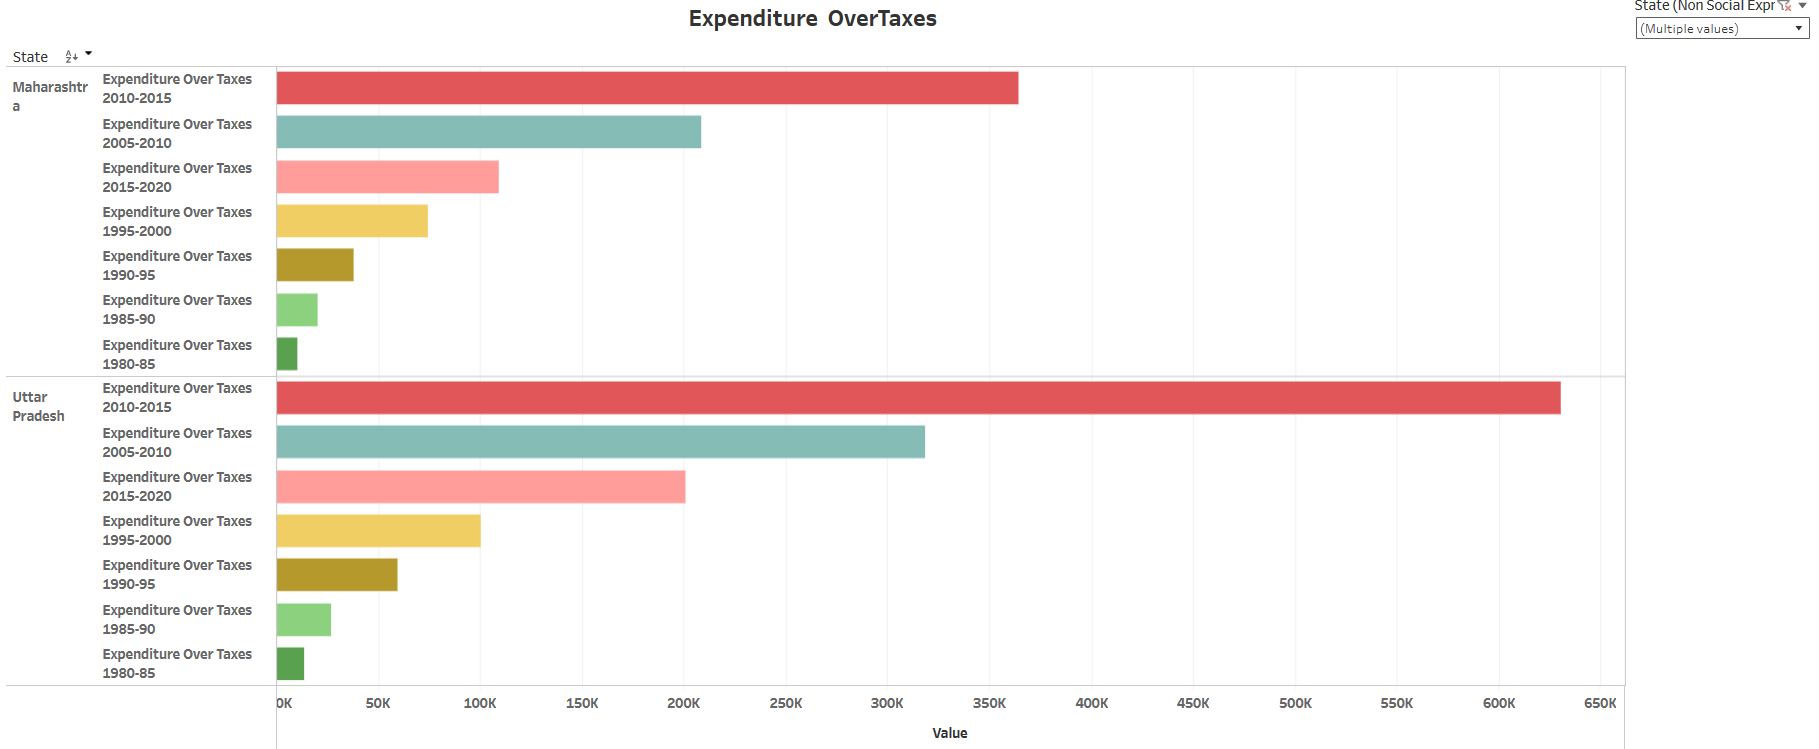 Expenditure OverTaxes
State (Non Social Expr
(Multiple values)
State
Maharashtr
a
Expenditure Over Taxes
2010-2015
Expenditure Over Taxes
2005-2010
Expenditure Over Taxes
2015-2020
Expenditure Over Taxes
1995-2000
Expenditure Over Taxes
1990-95
Expenditure Over Taxes
1985-90
Expenditure Over Taxes
1980-85
Uttar
Pradesh
Expenditure Over Taxes
2010-2015
Expenditure Over Taxes
2005-2010
Expenditure Over Taxes
2015-2020
Expenditure Over Taxes
1995-2000
Expenditure Over Taxes
1990-95
Expenditure Over Taxes
1985-90
Expenditure Over Taxes
1980-85
0K 50K 100K 150K 200K 250K 300K 350K 400K 450K 500K 550K 600K 650K
Value